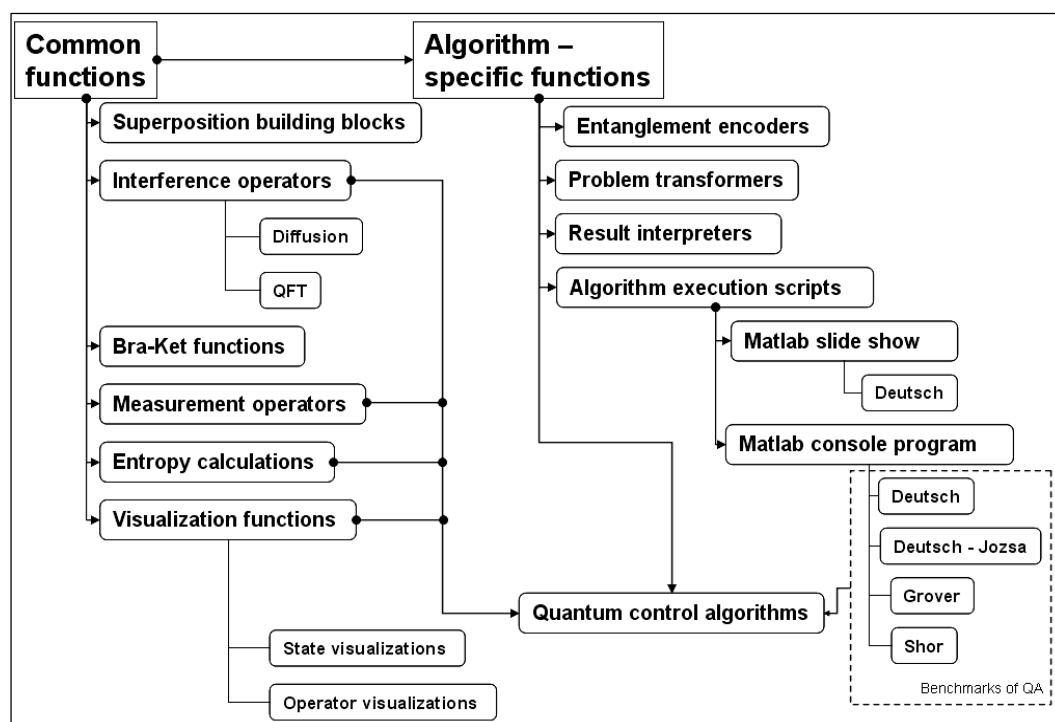 Common
functions
Algorithm –
specific functions
Superposition building blocks
Interference operators
Diffusion
QFT
Bra-Ket functions
Measurement operators
Entropy calculations
Visualization functions
State visualizations
Operator visualizations
Entanglement encoders
Problem transformers
Result interpreters
Algorithm execution scripts
Matlab slide show
Deutsch
Matlab console program
Deutsch
Deutsch - Jozsa
Grover
Shor
Benchmarks of QA
Quantum control algorithms